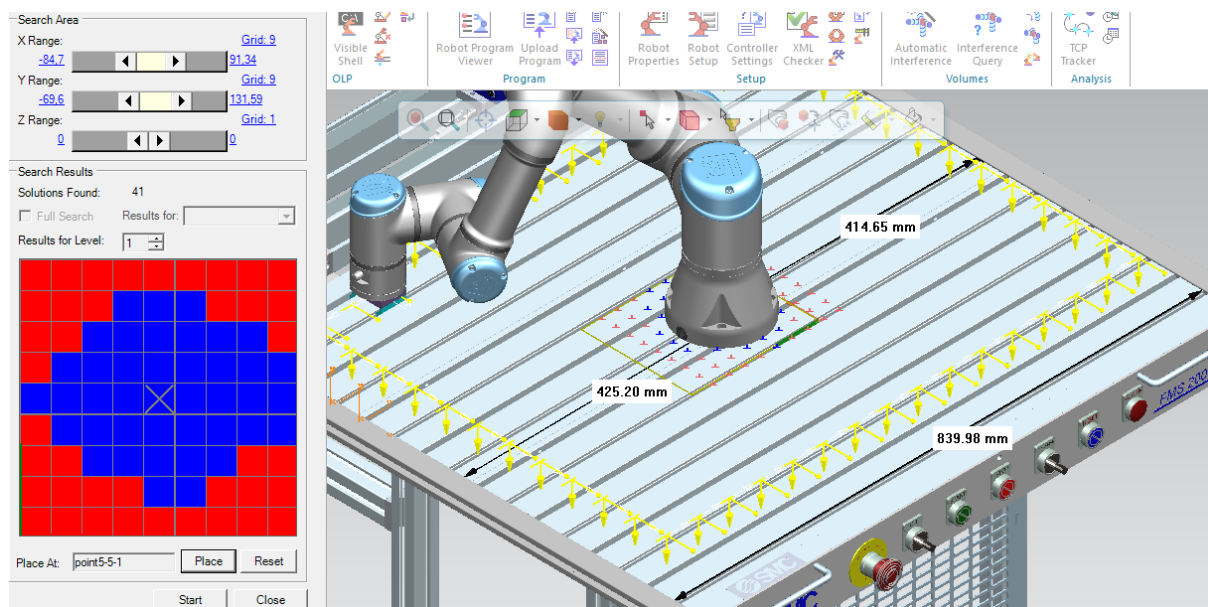 Search Area
X Range:
Grid: 9
-84,7
91,34
Y Range:
Grid: 9
-69,6
131,59
Z Range:
Grid: 1
0
0
Search Results
Solutions Found: 41
Full Search
Results for:
Results for Level: 1
Place At: point5-5-1
Place
Reset
Start
Close
Visible Shell
OLP
Robot Program Viewer
Upload Program
Program
Robot Properties
Robot Setup
Controller Settings
XML Checker
Setup
Automatic Interference
Interference Query
Volumes
TCP Tracker
Analysis
414.65 mm
425.20 mm
839.98 mm
SMC